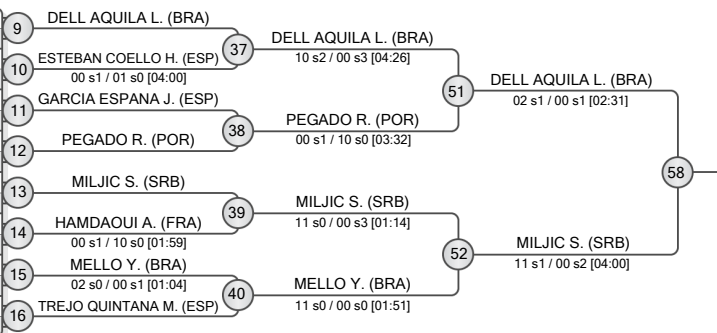 9
DELL AQUILA L. (BRA)
10
ESTEBAN COELLO H. (ESP)
00 s1 / 01 s0 [04:00]
37
DELL AQUILA L. (BRA)
10 s2 / 00 s3 [04:26]
11
GARCIA ESPANA J. (ESP)
12
PEGADO R. (POR)
38
PEGADO R. (POR)
00 s1 / 10 s0 [03:32]
51
DELL AQUILA L. (BRA)
02 s1 / 00 s1 [02:31]
13
MILJIC S. (SRB)
14
HAMDAOUI A. (FRA)
00 s1 / 10 s0 [01:59]
39
MILJIC S. (SRB)
11 s0 / 00 s3 [01:14]
15
MELLO Y. (BRA)
02 s0 / 00 s1 [01:04]
16
TREJO QUINTANA M. (ESP)
40
MELLO Y. (BRA)
11 s0 / 00 s0 [01:51]
52
MILJIC S. (SRB)
11 s1 / 00 s2 [04:00]
58